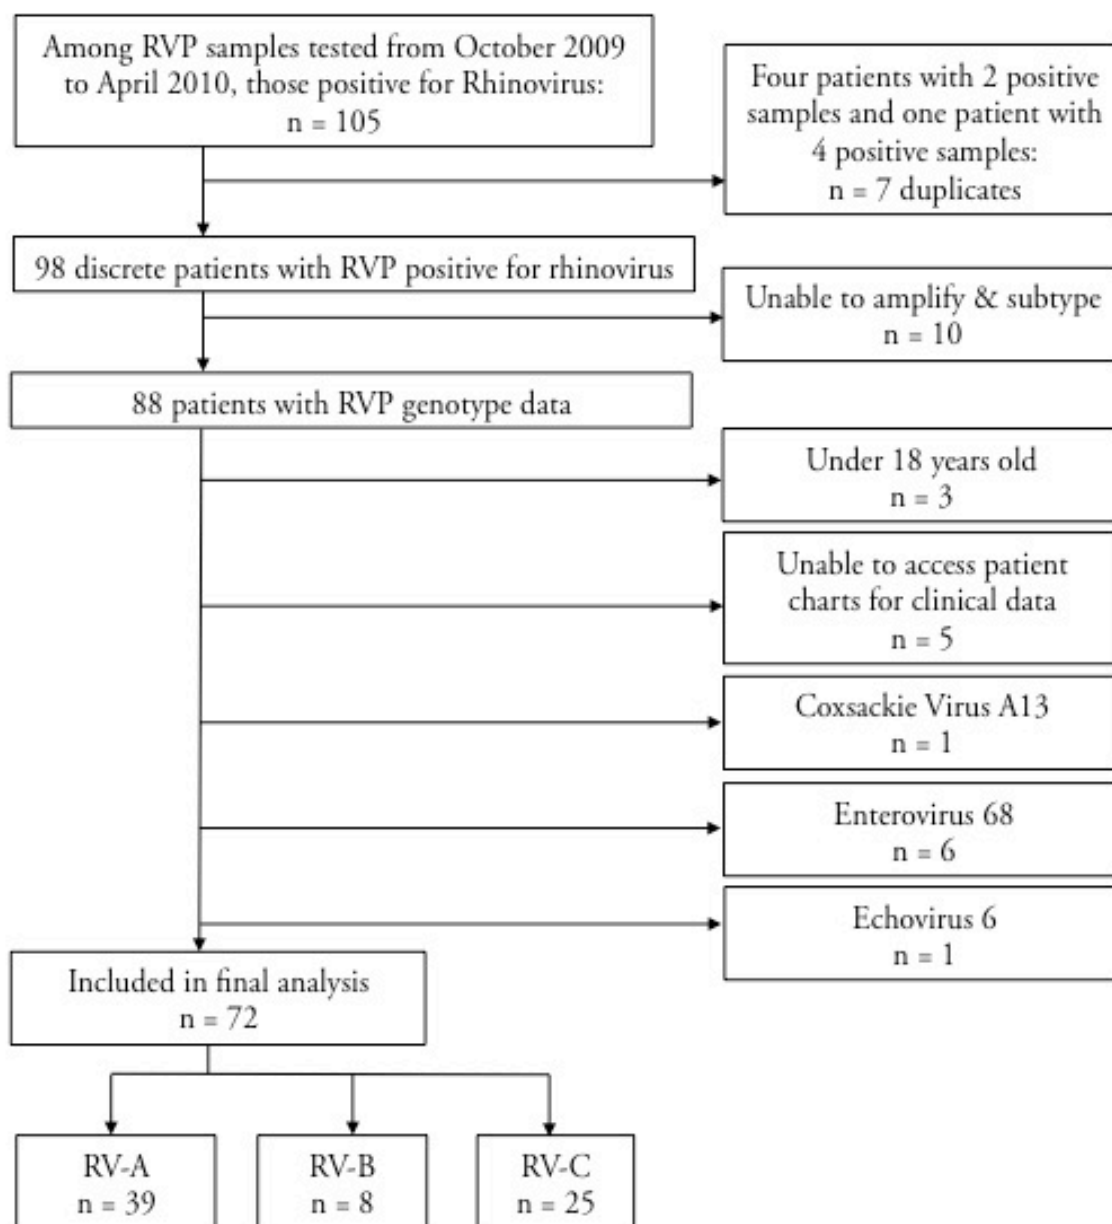 Among RVP samples tested from October 2009
to April 2010, those positive for Rhinovirus:
n = 105
Four patients with 2 positive
samples and one patient with
4 positive samples:
n = 7 duplicates
98 discrete patients with RVP positive for rhinovirus
Unable to amplify & subtype
n = 10
88 patients with RVP genotype data
Under 18 years old
n = 3
Unable to access patient
charts for clinical data
n = 5
Coxsackie Virus A13
n = 1
Enterovirus 68
n = 6
Echovirus 6
n = 1
Included in final analysis
n = 72
RV-A
n = 39
RV-B
n = 8
RV-C
n = 25